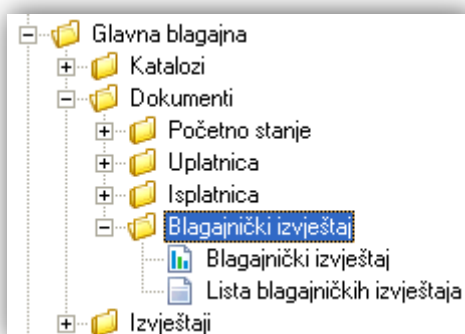 Glavna blagajna
Katalozi
Dokumenti
Početno stanje
Uplatnica
Isplatnica
Blagajnički izvještaj
Blagajnički izvještaj
Lista blagajničkih izvještaja
Izvještaji